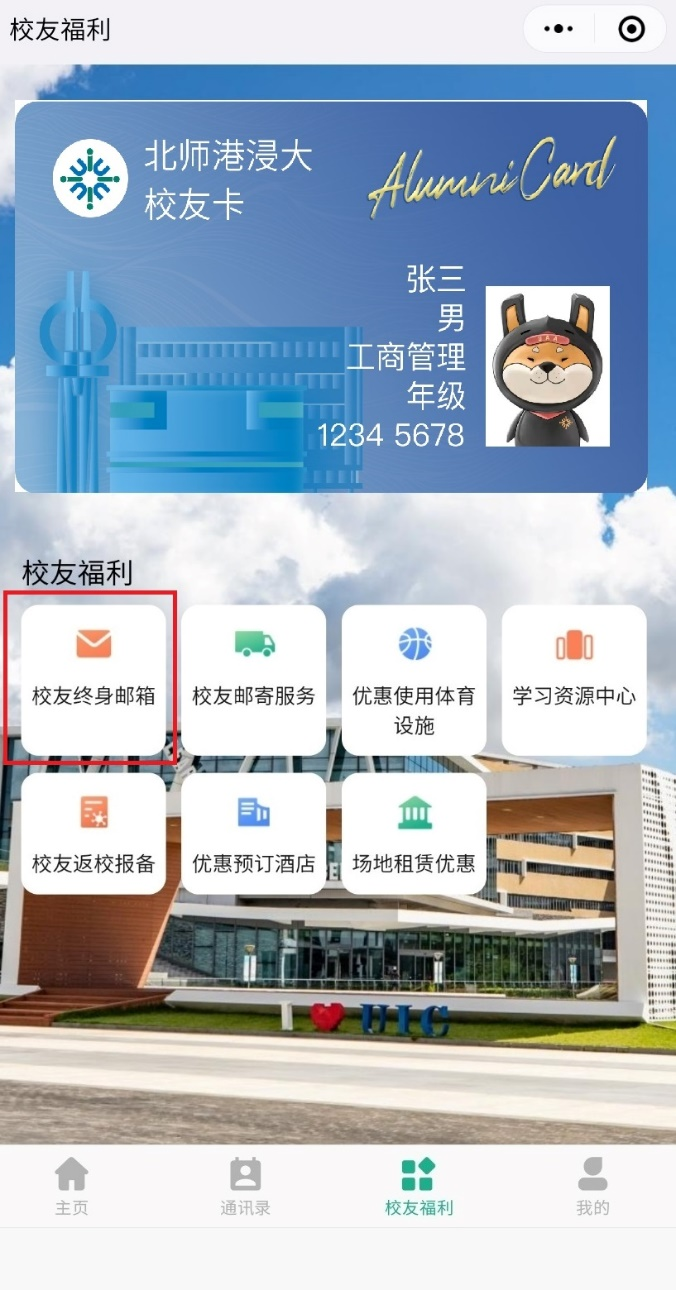 校友福利
北师港浸大
校友卡
Alumni Card
张三
男
工商管理
年级
1234 5678
校友福利
校友终身邮箱
校友邮寄服务
优惠使用体育
设施
学习资源中心
校友返校报备
优惠预订酒店
场地租赁优惠
I
UIC
主页
通讯录
校友福利
我的